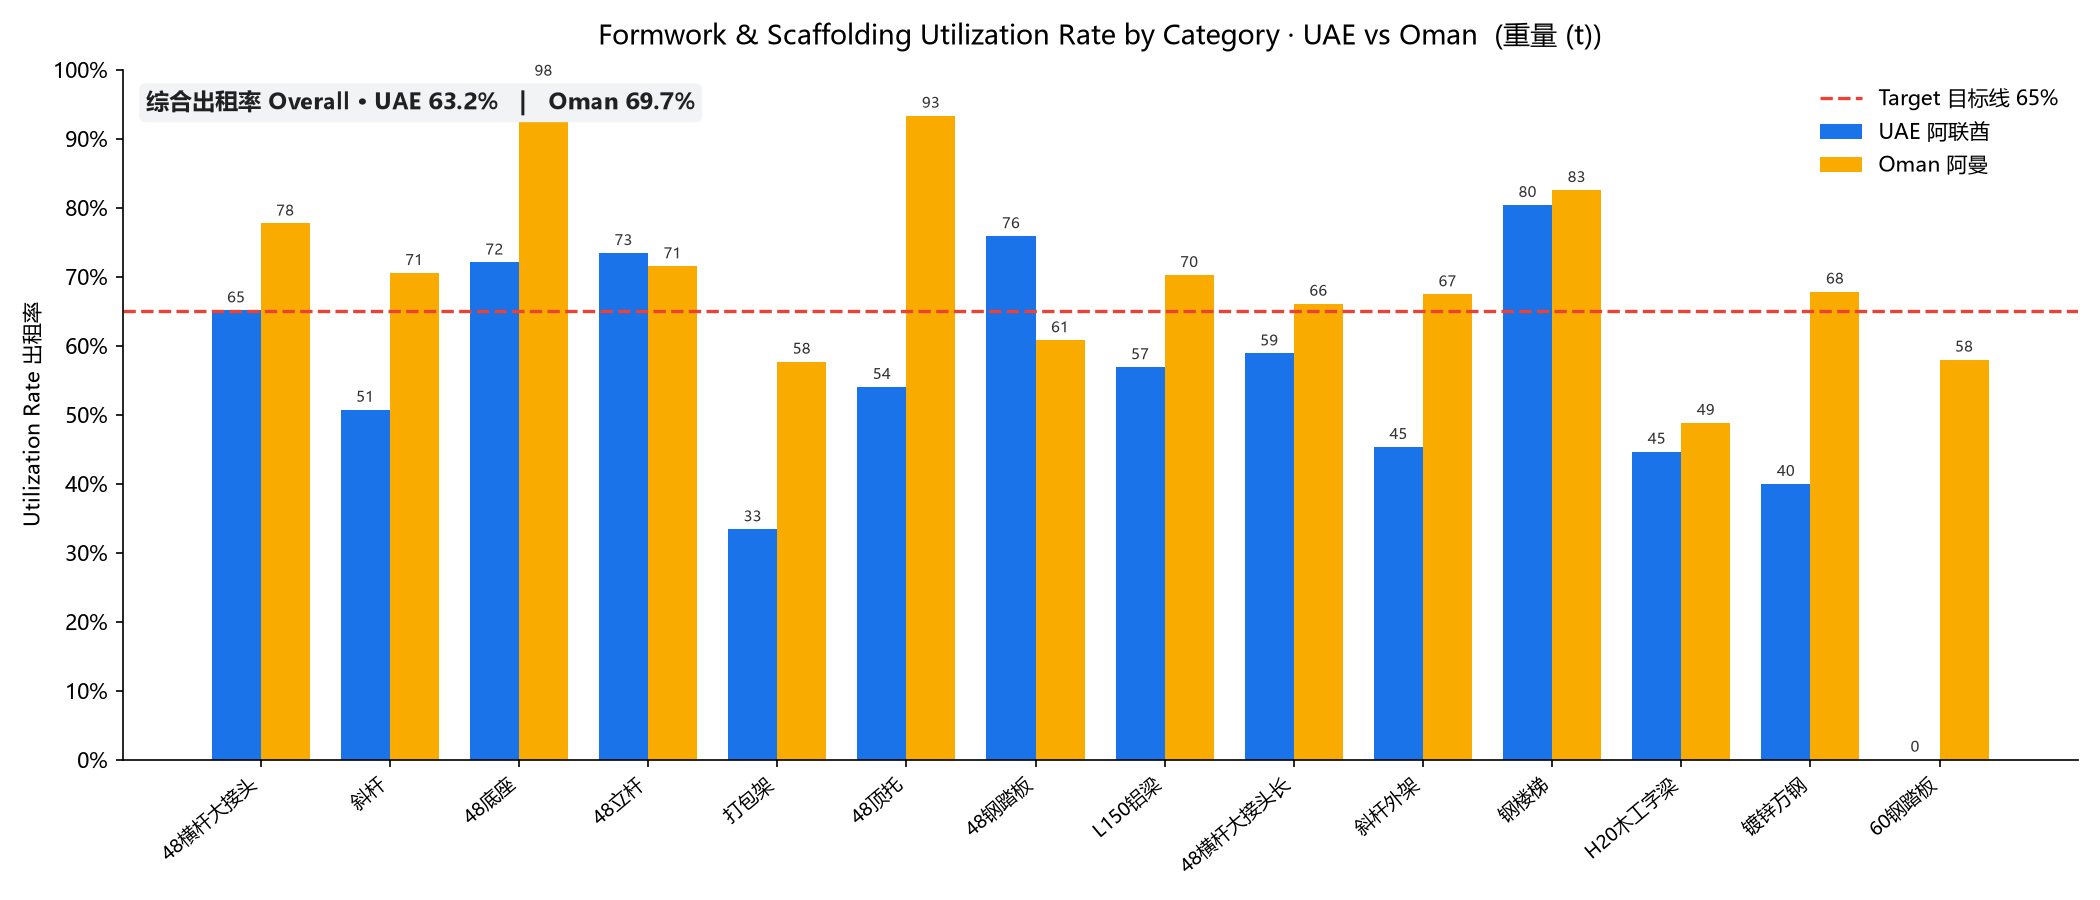 Formwork & Scaffolding Utilization Rate by Category · UAE vs Oman (重量 (t))
综合出租率 Overall • UAE 63.2% | Oman 69.7%
Target 目标线 65%
UAE 阿联酋
Oman 阿曼
Utilization Rate 出租率
100%
90%
80%
70%
60%
50%
40%
30%
20%
10%
0%
65
78
51
71
72
98
73
71
33
58
54
93
76
61
57
70
59
66
45
67
80
83
45
49
40
68
0
58
48横杆大接头
斜杆
48底座
48立杆
打包架
48顶托
48钢踏板
L150铝梁
48横杆大接头长
斜杆外架
钢楼梯
H20木工字梁
镀锌方钢
60钢踏板